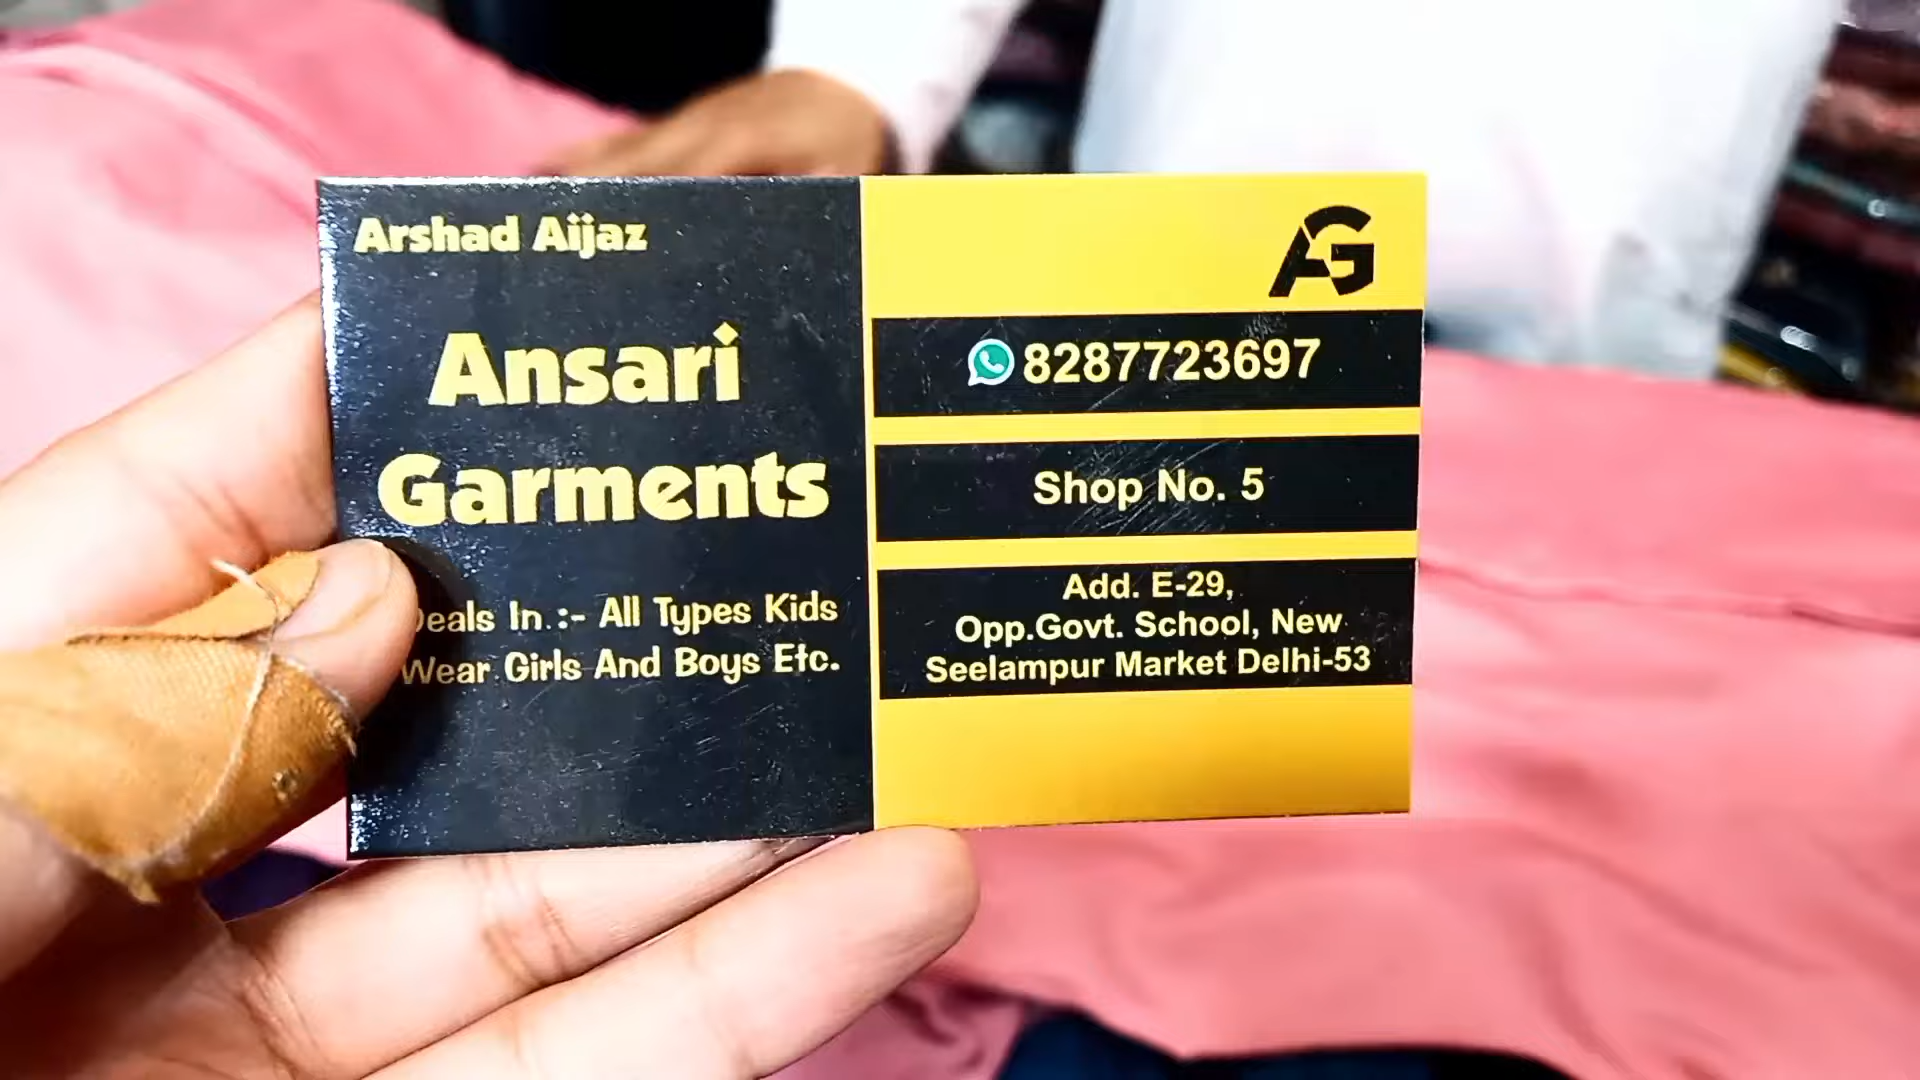 Arshad Aijaz
Ansari
Garments
Deals In.:- All Types Kids
Wear Girls And Boys Etc.
AG
8287723697
Shop No. 5
Add. E-29,
Opp.Govt. School, New
Seelampur Market Delhi-53